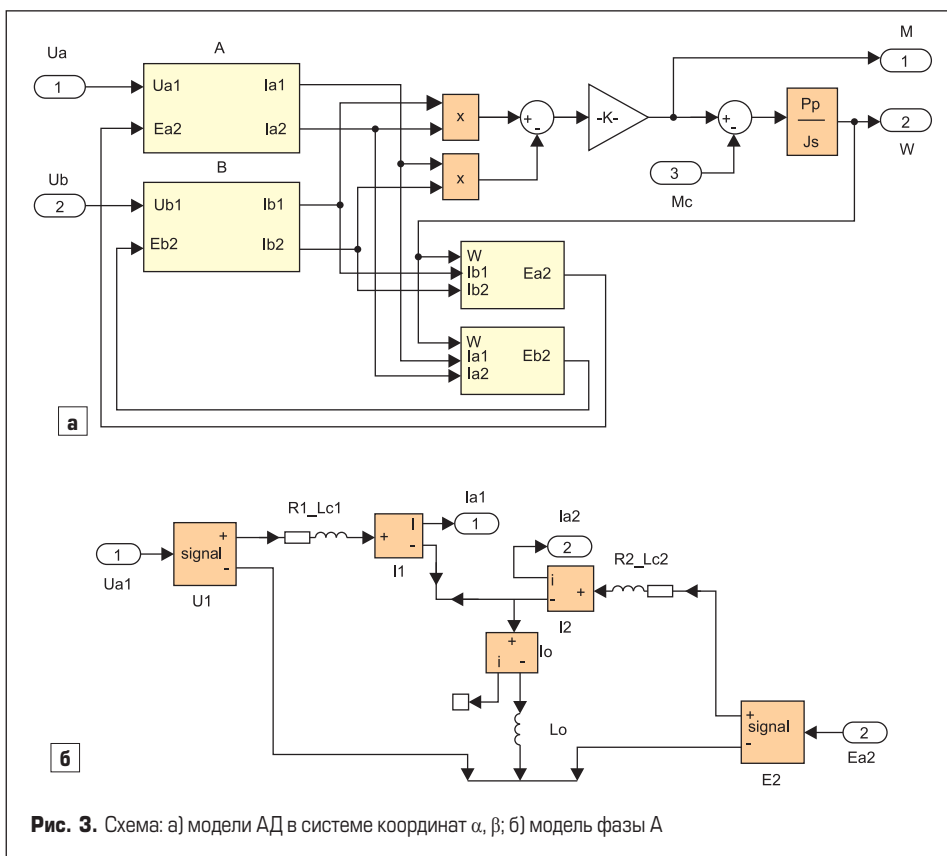 Ua
A
M
1
Ua1
Ia1
1
Ea2
Ia2
x
+
-
-K-
+
-
Pp
Js
2
W
Ub
B
2
Ub1
Ib1
x
3
Mc
Eb2
Ib2
W
Ib1
Ea2
Ib2
W
Ia1
Eb2
Ia2
а
R1_Lc1
Ia1
1
Ia2
2
R2_Lc2
1
Ua1
signal
+
-
U1
+
I
-
I1
i
-
+
I2
+
i
-
Io
Lo
+
signal
-
E2
2
Ea2
б
Рис. 3. Схема: а) модели АД в системе координат α, β; б) модель фазы А